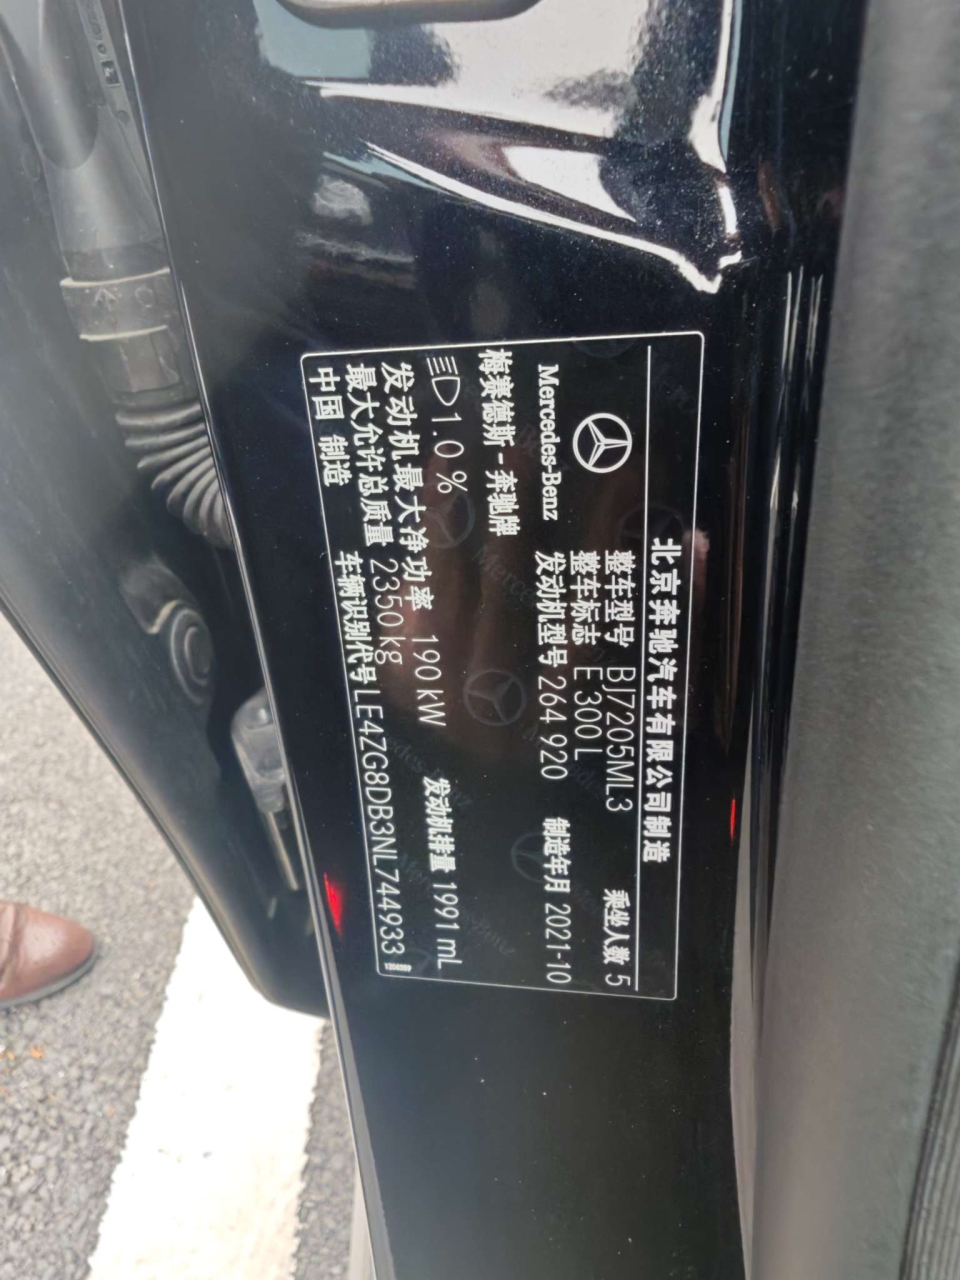 北京奔驰汽车有限公司制造
整车型号 BJ7205ML3 乘坐人数 5
整车标志 E 300 L
Mercedes-Benz 发动机型号 264 920 制造年月 2021-10
梅赛德斯-奔驰牌
1.0 %
发动机最大净功率 190 kW 发动机排量 1991 mL
最大允许总质量 2350 kg
中国 制造 车辆识别代号 LE4ZG8DB3NL744933